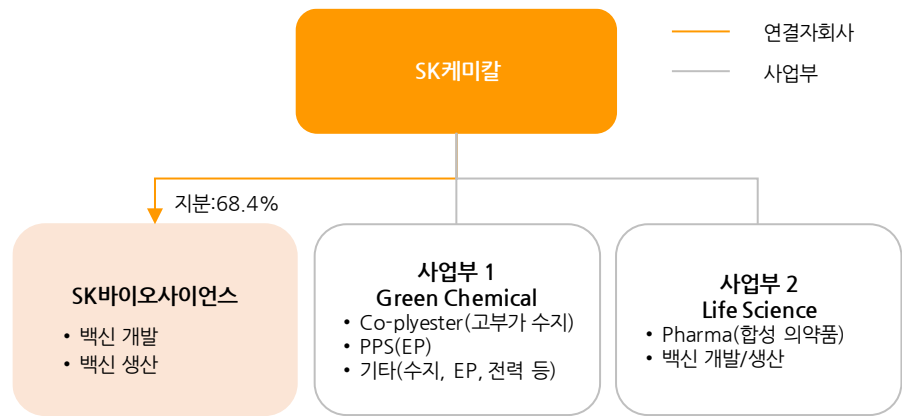 SK케미칼
연결자회사
사업부
지분:68.4%
SK바이오사이언스
• 백신 개발
• 백신 생산
사업부 1
Green Chemical
• Co-plyester(고부가 수지)
• PPS(EP)
• 기타(수지, EP, 전력 등)
사업부 2
Life Science
• Pharma(합성 의약품)
• 백신 개발/생산